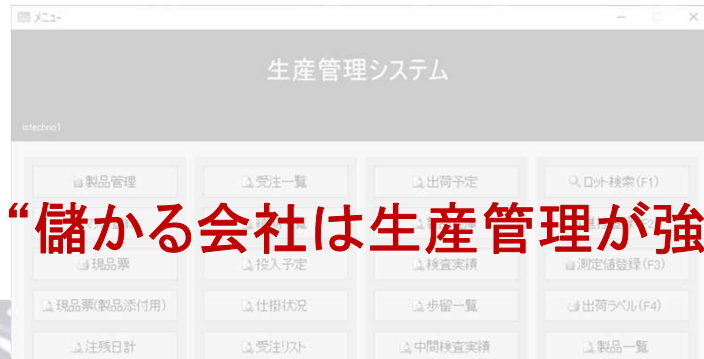 メニュー
生産管理システム
istechno1
製品管理 受注一覧 出荷予定 ロット検索(F1)
“儲かる会社は生産管理が強
現品票 投入予定 検査実績 測定値登録(F3)
現品票(製品添付用) 仕掛状況 歩留一覧 出荷ラベル(F4)
注残日計 受注リスト 中間検査実績 製品一覧